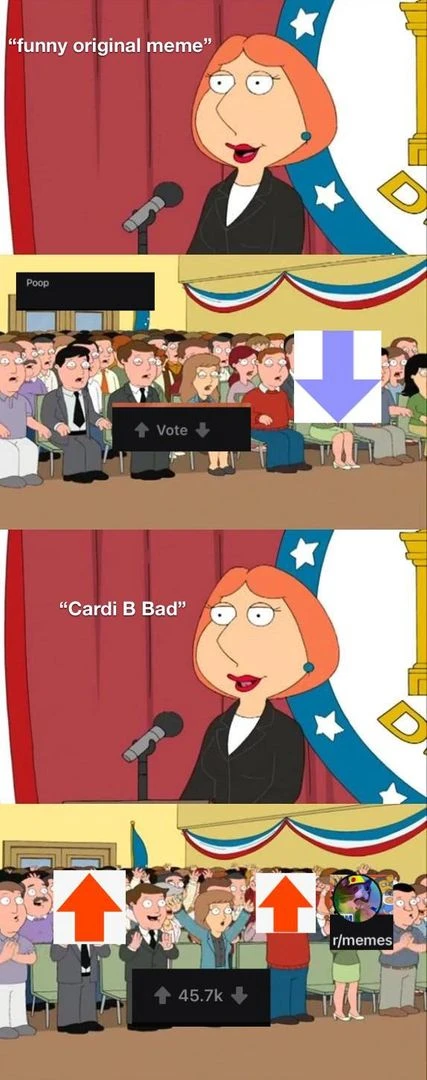 “funny original meme”
Poop
Vote
“Cardi B Bad”
r/memes
45.7k